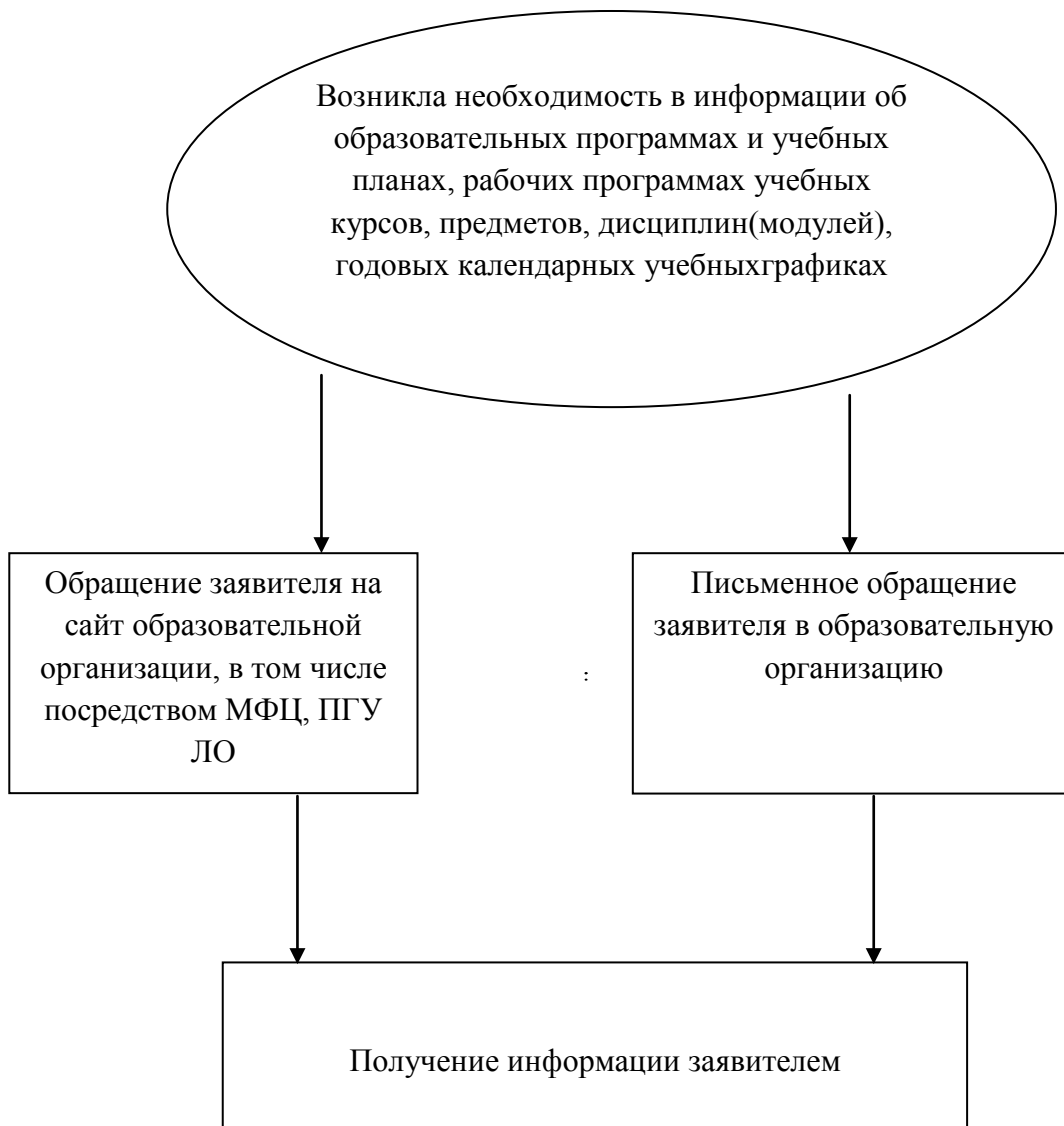 Возникла необходимость в информации об
образовательных программах и учебных
планах, рабочих программах учебных
курсов, предметов, дисциплин(модулей),
годовых календарных учебныхграфиках
Обращение заявителя на
сайт образовательной
организации, в том числе
посредством МФЦ, ПГУ
ЛО
:
Письменное обращение
заявителя в образовательную
организацию
Получение информации заявителем